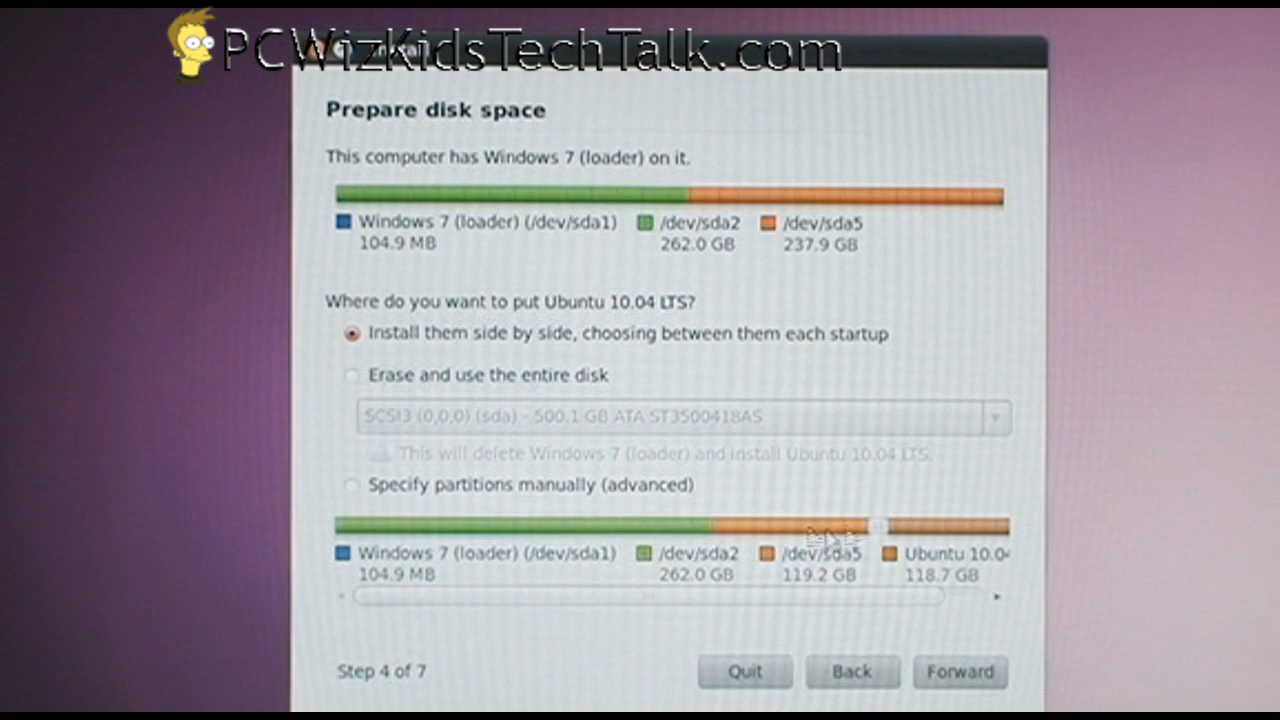 PCWizKidsTechTalk.com
Prepare disk space
This computer has Windows 7 (loader) on it.
Windows 7 (loader) (/dev/sda1) /dev/sda2 /dev/sda5
104.9 MB 262.0 GB 237.9 GB
Where do you want to put Ubuntu 10.04 LTS?
Install them side by side, choosing between them each startup
Erase and use the entire disk
SCSI3 (0,0,0) (sda) - 500.1 GB ATA ST3500418AS
This will delete Windows 7 (loader) and install Ubuntu 10.04 LTS.
Specify partitions manually (advanced)
Windows 7 (loader) (/dev/sda1) /dev/sda2 /dev/sda5 Ubuntu 10.0
104.9 MB 262.0 GB 119.2 GB 118.7 GB
Step 4 of 7 Quit Back Forward